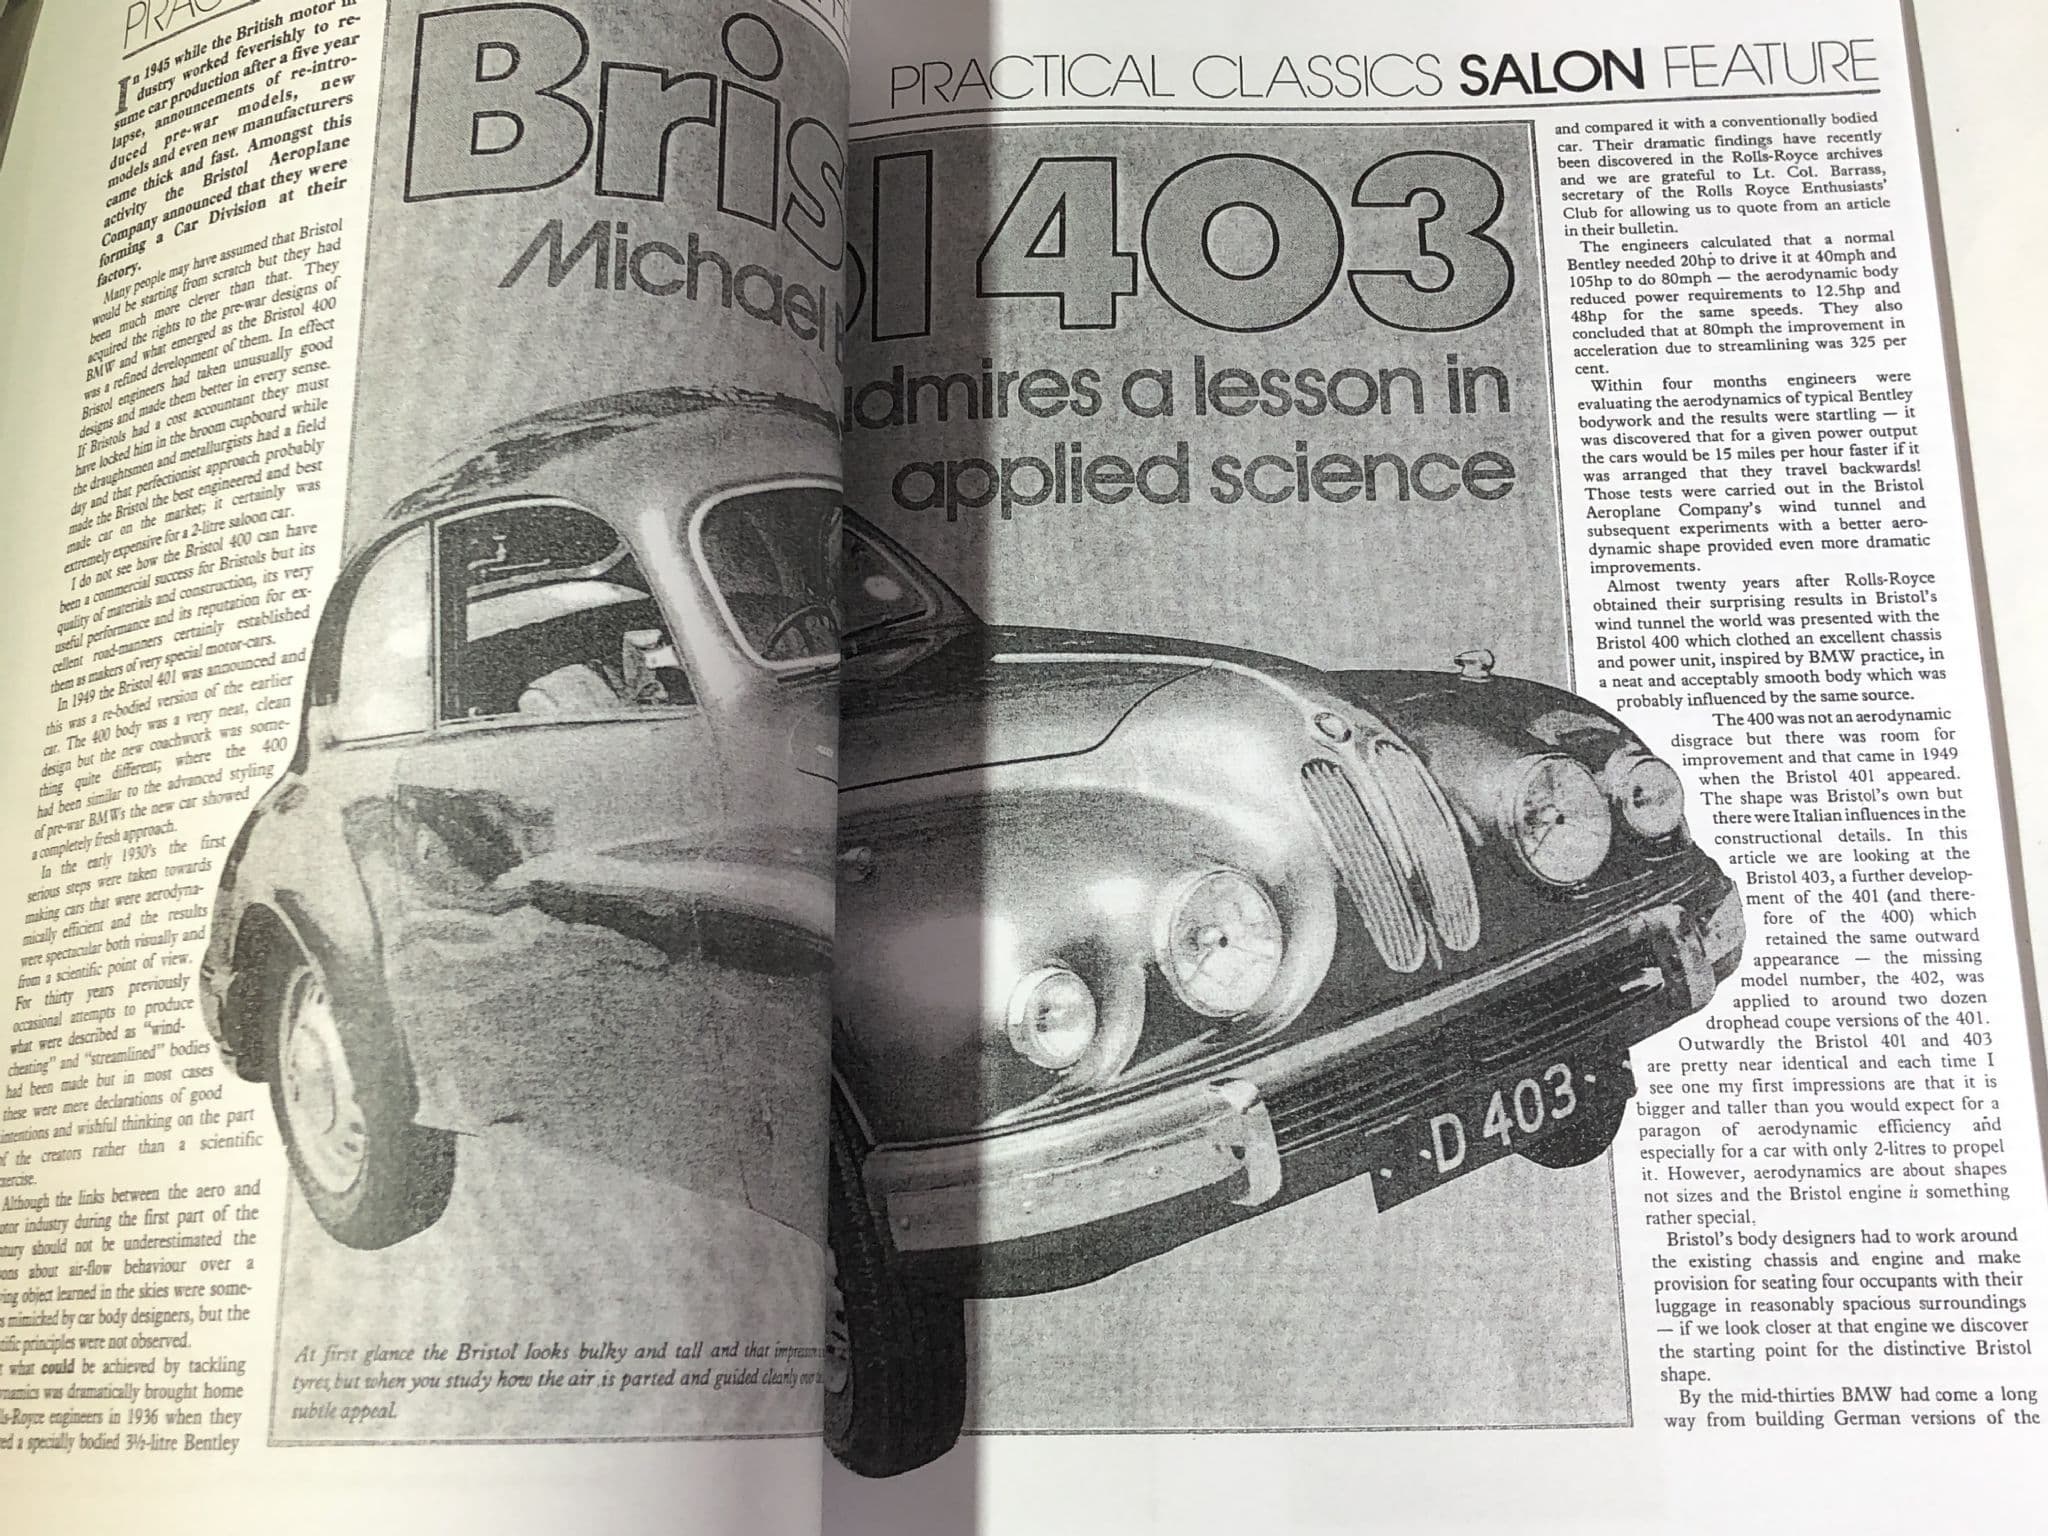 PRAC
In 1945 while the British motor in
dustry worked feverishly to re-
sume car production after a five year
lapse, announcements of re-intro-
duced pre-war models, new
models and even new manufacturers
came thick and fast. Amongst this
activity the Bristol Aeroplane
Company announced that they were
forming a Car Division at their
factory.
Many people may have assumed that Bristol
would be starting from scratch but they had
been much more clever than that. They
acquired the rights to the pre-war designs of
BMW and what emerged as the Bristol 400
was a refined development of them. In effect
Bristol engineers had taken unusually good
designs and made them better in every sense.
If Bristols had a cost accountant they must
have locked him in the broom cupboard while
the draughtsmen and metallurgists had a field
day and that perfectionist approach probably
made the Bristol the best engineered and best
made car on the market; it certainly was
extremely expensive for a 2-litre saloon car.
I do not see how the Bristol 400 can have
been a commercial success for Bristols but its
quality of materials and construction, its very
useful performance and its reputation for ex-
cellent road-manners certainly established
them as makers of very special motor-cars.
In 1949 the Bristol 401 was announced and
this was a re-bodied version of the earlier
car. The 400 body was a very neat, clean
design but the new coachwork was some-
thing quite different; where the 400
had been similar to the advanced styling
of pre-war BMWs the new car showed
a completely fresh approach.
In the early 1930's the first
serious steps were taken towards
making cars that were aerodyna-
mically efficient and the results
were spectacular both visually and
from a scientific point of view.
For thirty years previously
occasional attempts to produce
what were described as "wind-
cheating" and "streamlined" bodies
had been made but in most cases
these were mere declarations of good
intentions and wishful thinking on the part
of the creators rather than a scientific
exercise.
Although the links between the aero and
otor industry during the first part of the
ntury should not be underestimated the
ons about air-flow behaviour over a
ving object learned in the skies were some-
s mimicked by car body designers, but the
tific principles were not observed.
what could be achieved by tackling
ynamics was dramatically brought home
lls-Royce engineers in 1936 when they
ed a specially bodied 3½-litre Bentley
Bris
Michael
At first glance the Bristol looks bulky and tall and that impression
tyres, but when you study how the air is parted and guided cleanly over
subtle appeal.
PRACTICAL CLASSICS SALON FEATURE
ol 403
admires a lesson in
applied science
D 403
and compared it with a conventionally bodied
car. Their dramatic findings have recently
been discovered in the Rolls-Royce archives
and we are grateful to Lt. Col. Barrass,
secretary of the Rolls Royce Enthusiasts'
Club for allowing us to quote from an article
in their bulletin.
The engineers calculated that a normal
Bentley needed 20hp to drive it at 40mph and
105hp to do 80mph — the aerodynamic body
reduced power requirements to 12.5hp and
48hp for the same speeds. They also
concluded that at 80mph the improvement in
acceleration due to streamlining was 325 per
cent.
Within four months engineers were
evaluating the aerodynamics of typical Bentley
bodywork and the results were startling — it
was discovered that for a given power output
the cars would be 15 miles per hour faster if it
was arranged that they travel backwards!
Those tests were carried out in the Bristol
Aeroplane Company's wind tunnel and
subsequent experiments with a better aero-
dynamic shape provided even more dramatic
improvements.
Almost twenty years after Rolls-Royce
obtained their surprising results in Bristol's
wind tunnel the world was presented with the
Bristol 400 which clothed an excellent chassis
and power unit, inspired by BMW practice, in
a neat and acceptably smooth body which was
probably influenced by the same source.
The 400 was not an aerodynamic
disgrace but there was room for
improvement and that came in 1949
when the Bristol 401 appeared.
The shape was Bristol's own but
there were Italian influences in the
constructional details. In this
article we are looking at the
Bristol 403, a further develop-
ment of the 401 (and there-
fore of the 400) which
retained the same outward
appearance — the missing
model number, the 402, was
applied to around two dozen
drophead coupe versions of the 401.
Outwardly the Bristol 401 and 403
are pretty near identical and each time I
see one my first impressions are that it is
bigger and taller than you would expect for a
paragon of aerodynamic efficiency and
especially for a car with only 2-litres to propel
it. However, aerodynamics are about shapes
not sizes and the Bristol engine is something
rather special.
Bristol's body designers had to work around
the existing chassis and engine and make
provision for seating four occupants with their
luggage in reasonably spacious surroundings
— if we look closer at that engine we discover
the starting point for the distinctive Bristol
shape.
By the mid-thirties BMW had come a long
way from building German versions of the